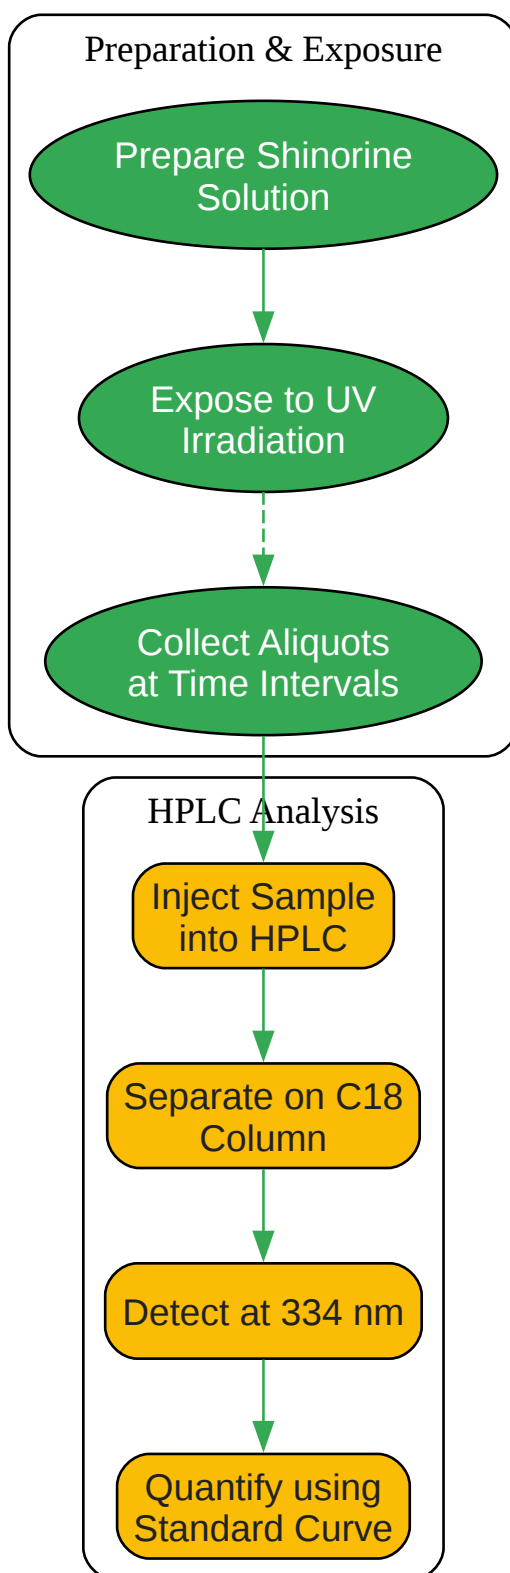 Preparation & Exposure
Prepare Shinorine
Solution
Expose to UV
Irradiation
Collect Aliquots
at Time Intervals
HPLC Analysis
Inject Sample
into HPLC
Separate on C18
Column
Detect at 334 nm
Quantify using
Standard Curve